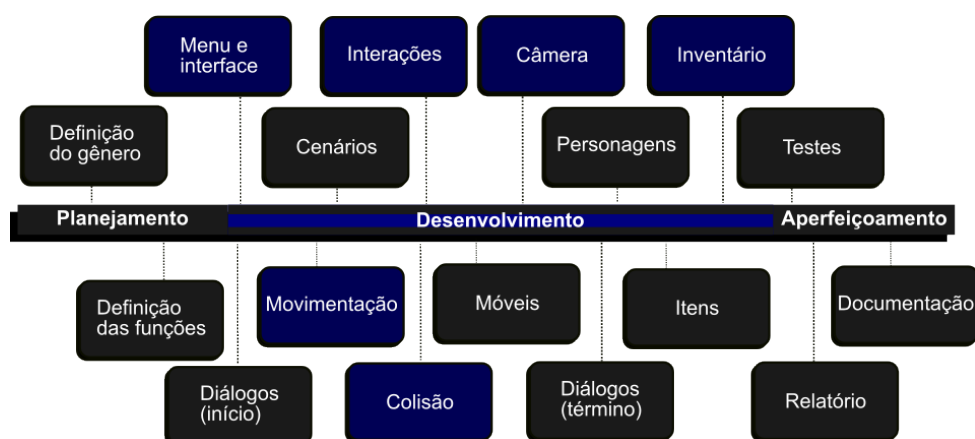 Menu e
interface
Interações
Câmera
Inventário
Definição
do gênero
Cenários
Personagens
Testes
Planejamento
Desenvolvimento
Aperfeiçoamento
Definição
das funções
Movimentação
Móveis
Itens
Documentação
Diálogos
(início)
Colisão
Diálogos
(término)
Relatório